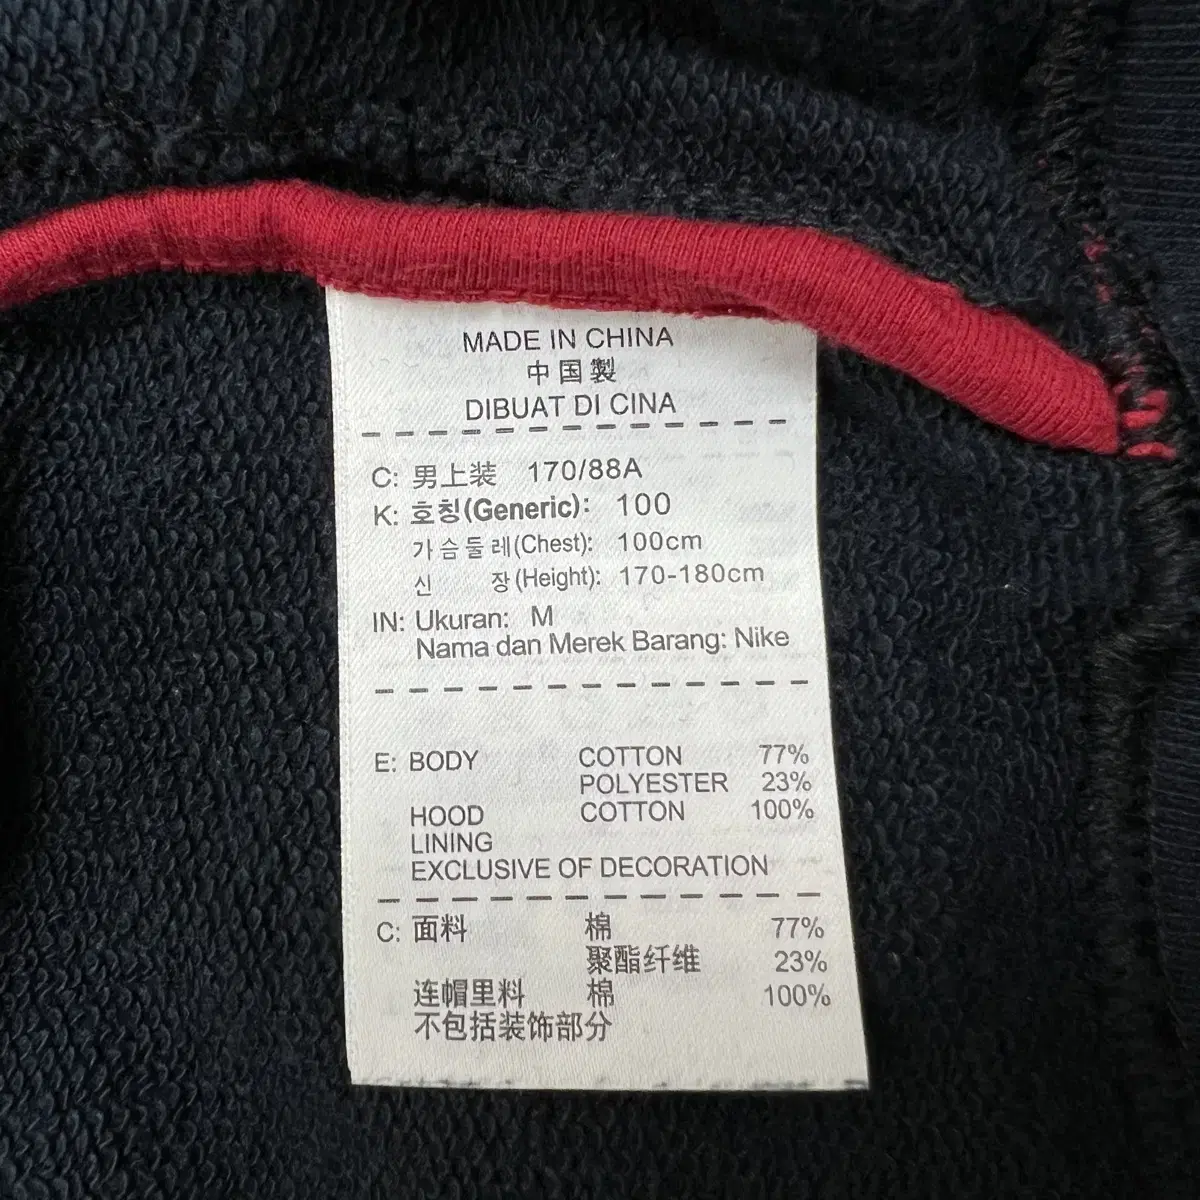 MADE IN CHINA
中国製
DIBUAT DI CINA
C: 男上装 170/88A
K: 호칭(Generic): 100
가슴둘레(Chest): 100cm
신 장(Height): 170-180cm
IN: Ukuran: M
Nama dan Merek Barang: Nike
E: BODY COTTON 77%
POLYESTER 23%
HOOD COTTON 100%
LINING
EXCLUSIVE OF DECORATION
C: 面料 棉 77%
聚酯纤维 23%
连帽里料 棉 100%
不包括装饰部分